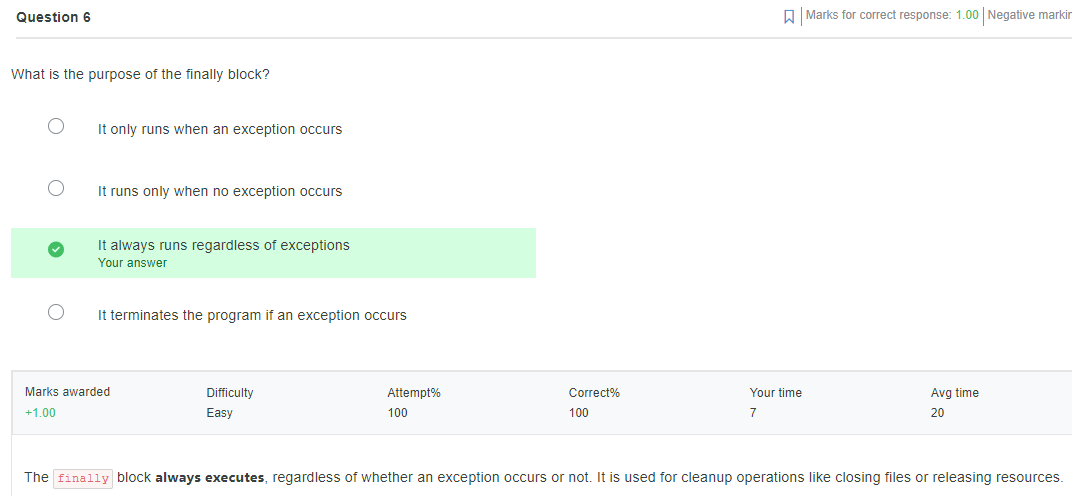 Question 6
Marks for correct response: 1.00 Negative
What is the purpose of the finally block?
It only runs when an exception occurs
It runs only when no exception occurs
It always runs regardless of exceptions
Your answer
It terminates the program if an exception occurs
Marks awarded Difficulty Attempt% Correct% Your time Avg time
+1.00 Easy 100 100 7 20
The finally block always executes, regardless of whether an exception occurs or not. It is used for cleanup operations like closing files or releasing resources.